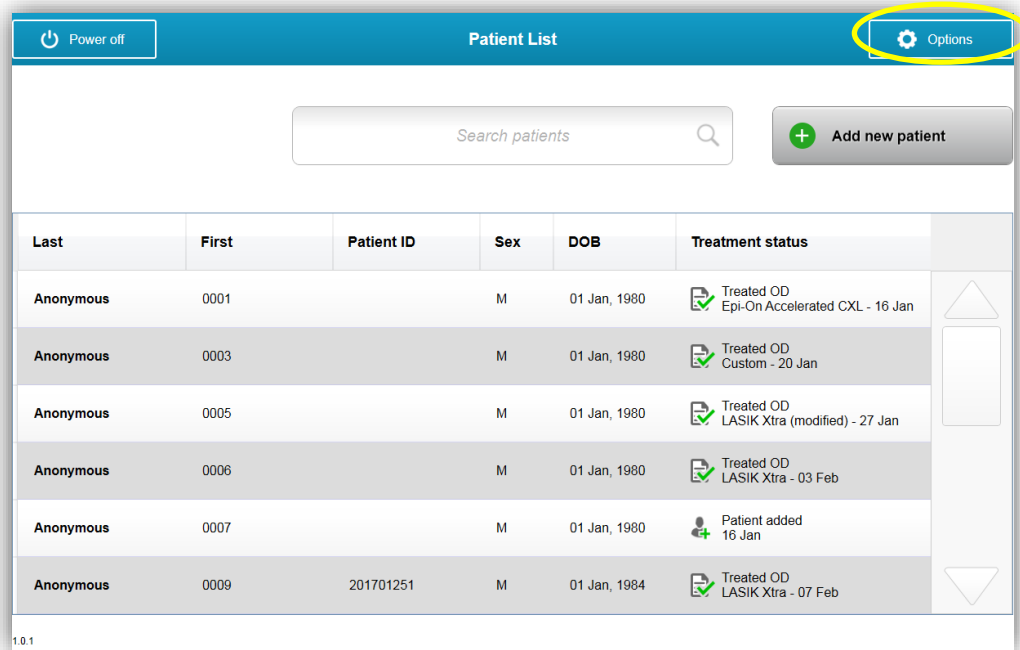 Power off
Patient List
Options
Search patients
Add new patient
Last First Patient ID Sex DOB Treatment status
Anonymous 0001 M 01 Jan, 1980 Treated OD
Epi-On Accelerated CXL - 16 Jan
Anonymous 0003 M 01 Jan, 1980 Treated OD
Custom - 20 Jan
Anonymous 0005 M 01 Jan, 1980 Treated OD
LASIK Xtra (modified) - 27 Jan
Anonymous 0006 M 01 Jan, 1980 Treated OD
LASIK Xtra - 03 Feb
Anonymous 0007 M 01 Jan, 1980 Patient added
16 Jan
Anonymous 0009 201701251 M 01 Jan, 1984 Treated OD
LASIK Xtra - 07 Feb
1.0.1